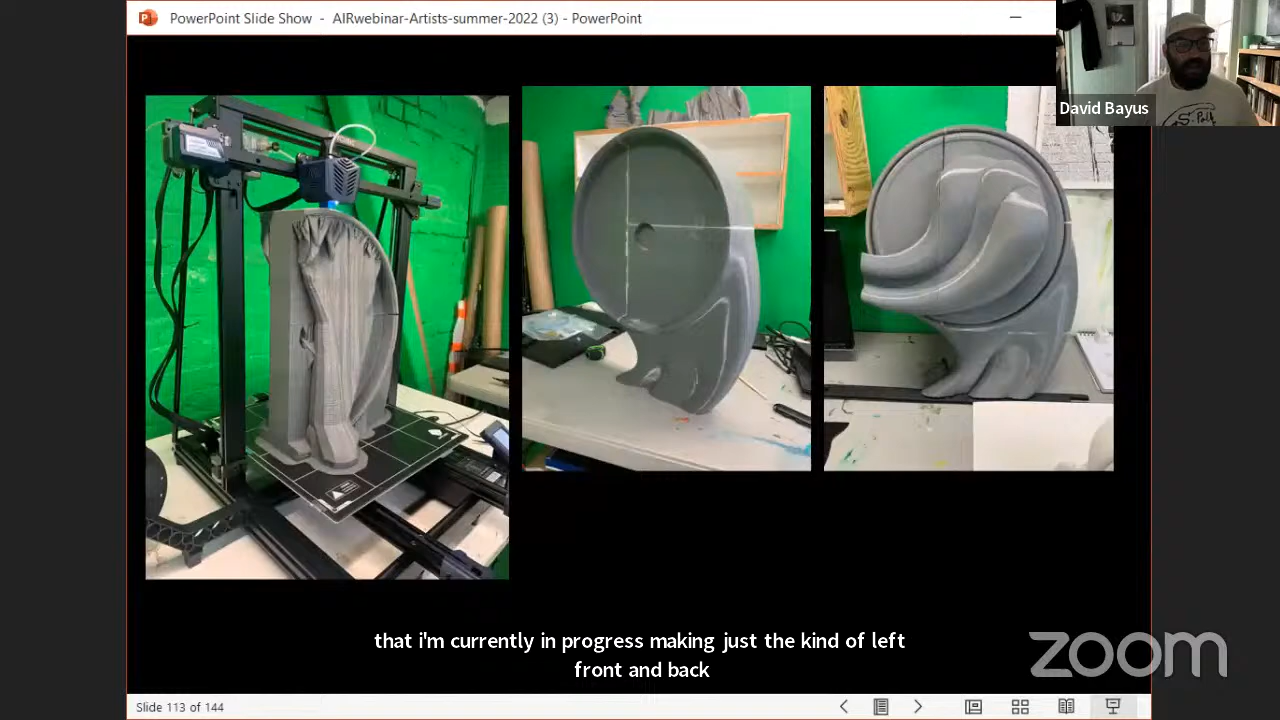 PowerPoint Slide Show - AIRwebinar-Artists-summer-2022 (3) - PowerPoint
David Bayus
that i'm currently in progress making just the kind of left
front and back
zoom
Slide 113 of 144